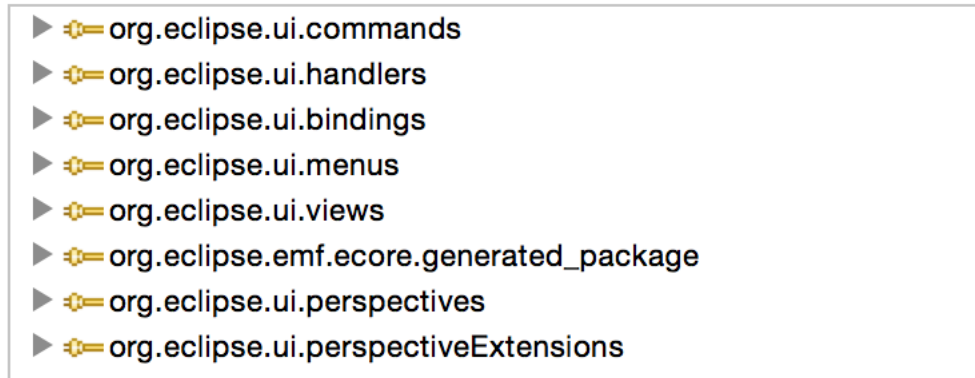 org.eclipse.ui.commands
org.eclipse.ui.handlers
org.eclipse.ui.bindings
org.eclipse.ui.menus
org.eclipse.ui.views
org.eclipse.emf.ecore.generated_package
org.eclipse.ui.perspectives
org.eclipse.ui.perspectiveExtensions